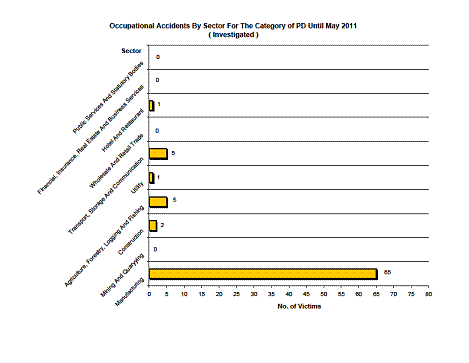 Occupational Accidents By Sector For The Category of PD Until May 2011
( Investigated )
Sector
Public Services And Statutory Bodies
0
Financial, Insurance, Real Estate And Business Services
0
Hotel And Restaurant
1
Wholesale And Retail Trade
0
Transport, Storage And Communication
5
Utility
1
Agriculture, Forestry, Logging And Fishing
5
Construction
2
Mining And Quarrying
0
Manufacturing
65
0 5 10 15 20 25 30 35 40 45 50 55 60 65 70 75 80
No. of Victims